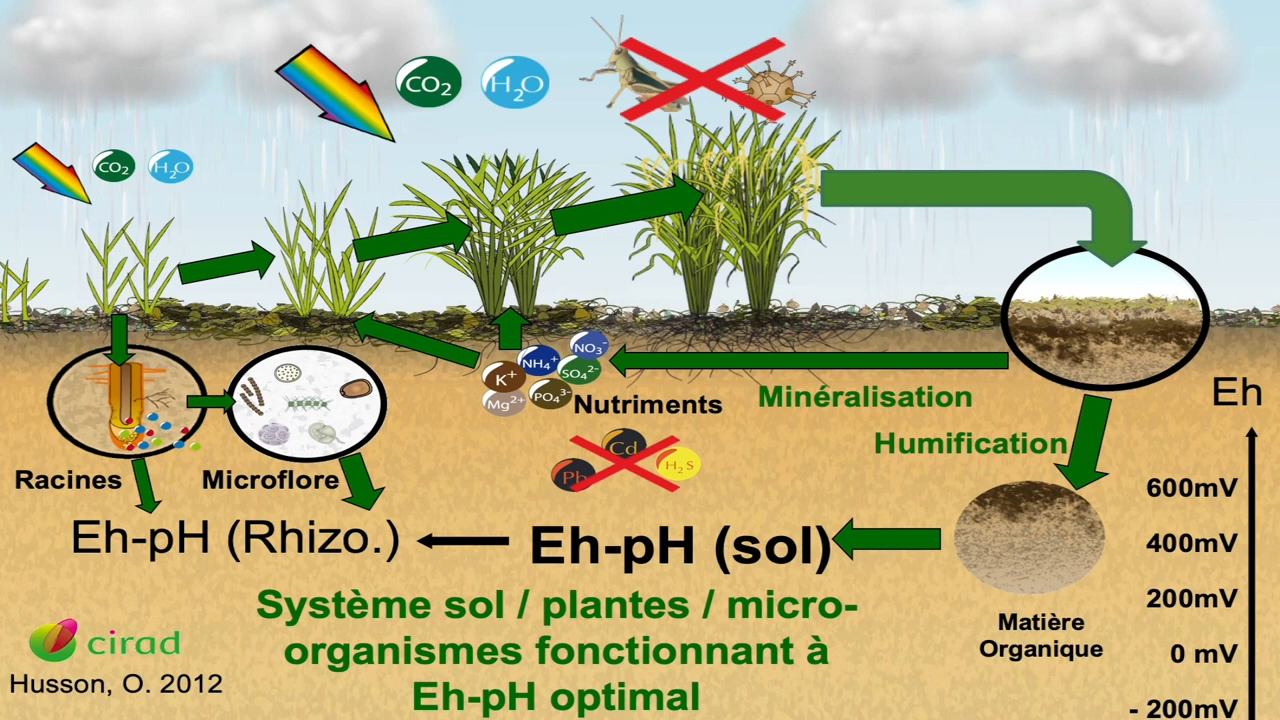 CO₂
H₂O
CO₂
H₂O
NO₃⁻
NH₄⁺
SO₄²⁻
K⁺
PO₄³⁻
Mg²⁺
Nutriments
Minéralisation
Eh
Humification
Cd
Pb
H₂S
Racines
Microflore
600mV
Eh-pH (Rhizo.)
Eh-pH (sol)
400mV
200mV
Système sol / plantes / micro-
organismes fonctionnant à
Eh-pH optimal
Matière
Organique
0 mV
- 200mV
cirad
Husson, O. 2012